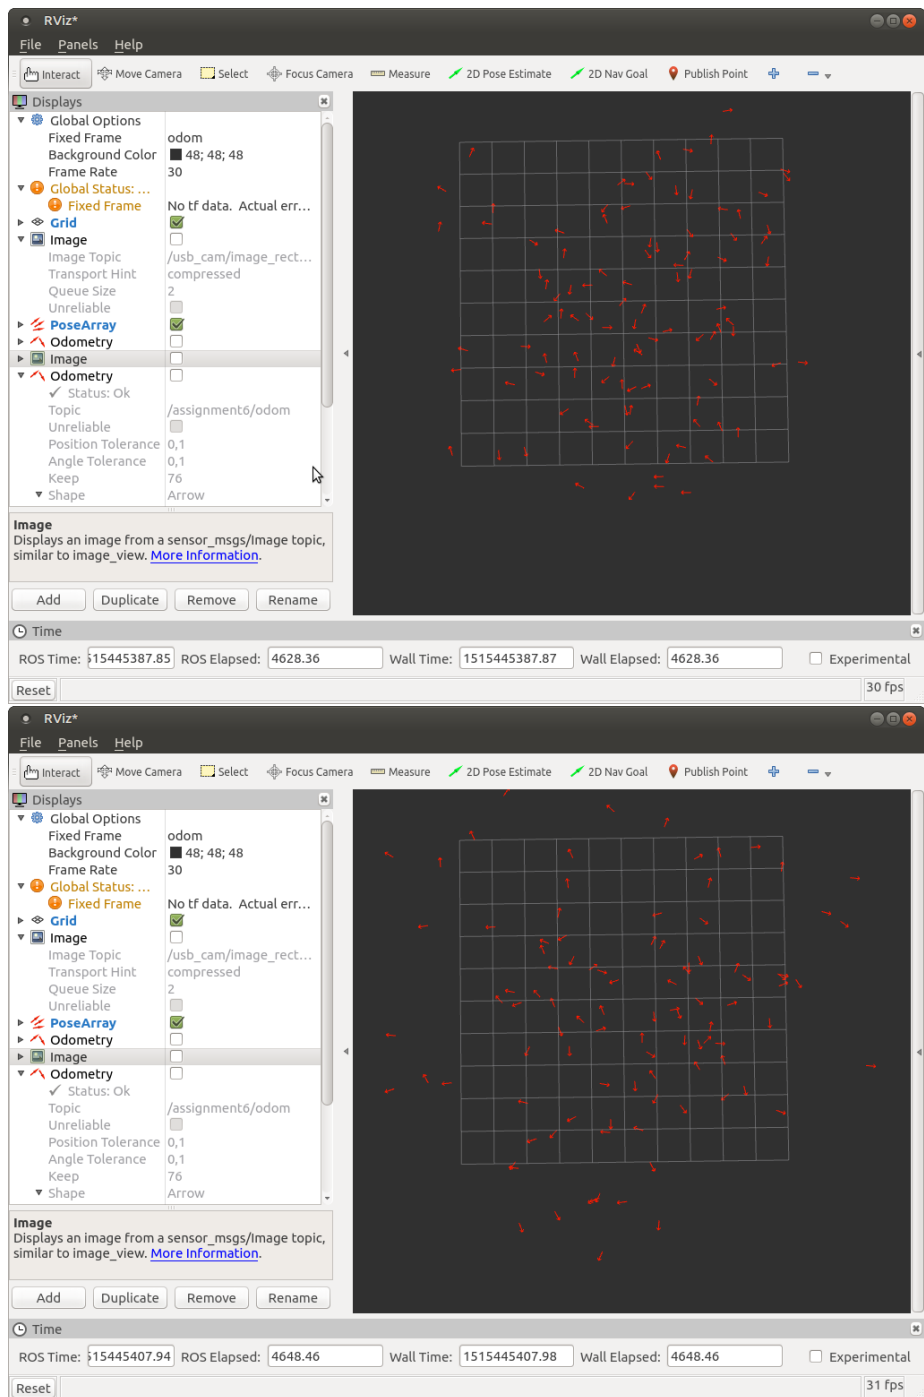 RViz*
File Panels Help
Interact Move Camera Select Focus Camera Measure 2D Pose Estimate 2D Nav Goal Publish Point
Displays
Global Options
Fixed Frame odom
Background Color 48; 48; 48
Frame Rate 30
Global Status: ...
Fixed Frame No tf data. Actual err...
Grid
Image
Image Topic /usb_cam/image_rect...
Transport Hint compressed
Queue Size 2
Unreliable
PoseArray
Odometry
Image
Odometry
Status: Ok
Topic /assignment6/odom
Unreliable
Position Tolerance 0,1
Angle Tolerance 0,1
Keep 76
Shape Arrow
Image
Displays an image from a sensor_msgs/Image topic,
similar to image_view. More Information.
Add Duplicate Remove Rename
Time
ROS Time: 515445387.85 ROS Elapsed: 4628.36 Wall Time: 1515445387.87 Wall Elapsed: 4628.36 Experimental
Reset 30 fps
RViz*
File Panels Help
Interact Move Camera Select Focus Camera Measure 2D Pose Estimate 2D Nav Goal Publish Point
Displays
Global Options
Fixed Frame odom
Background Color 48; 48; 48
Frame Rate 30
Global Status: ...
Fixed Frame No tf data. Actual err...
Grid
Image
Image Topic /usb_cam/image_rect...
Transport Hint compressed
Queue Size 2
Unreliable
PoseArray
Odometry
Image
Odometry
Status: Ok
Topic /assignment6/odom
Unreliable
Position Tolerance 0,1
Angle Tolerance 0,1
Keep 76
Shape Arrow
Image
Displays an image from a sensor_msgs/Image topic,
similar to image_view. More Information.
Add Duplicate Remove Rename
Time
ROS Time: 515445407.94 ROS Elapsed: 4648.46 Wall Time: 1515445407.98 Wall Elapsed: 4648.46 Experimental
Reset 31 fps